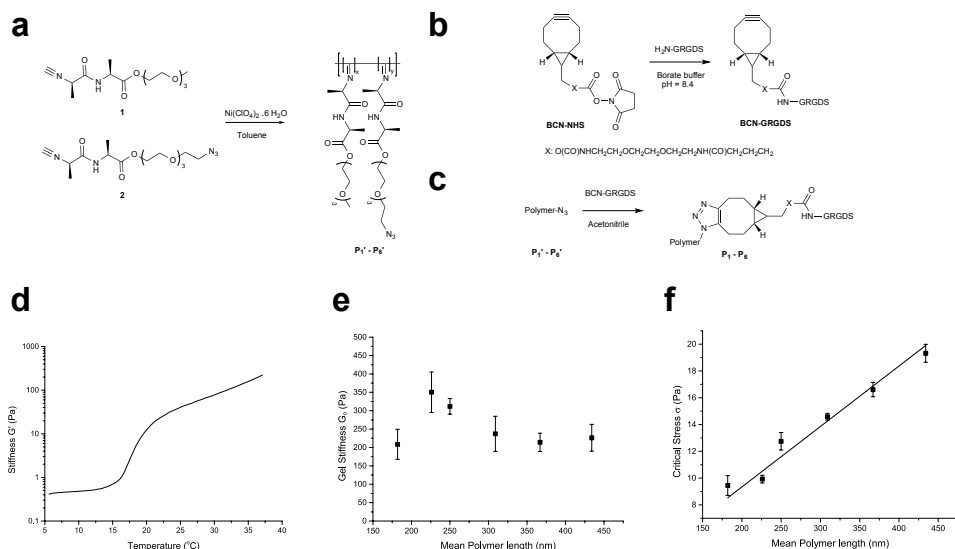 a
1
2
Ni(ClO4)2 .6 H2O
Toluene
P1' - P6'
b
BCN-NHS
H2N-GRGDS
Borate buffer
pH = 8.4
BCN-GRGDS
X: O(CO)NHCH2CH2OCH2CH2OCH2CH2NH(CO)CH2CH2CH2
c
Polymer-N3
BCN-GRGDS
Acetonitrile
P1' - P6'
Polymer
HN-GRGDS
P1 - P6
d
Stiffness G' (Pa)
1000
100
10
1
0.1
5 10 15 20 25 30 35 40
Temperature (°C)
e
Gel Stiffness G0 (Pa)
500
450
400
350
300
250
200
150
100
50
0
150 200 250 300 350 400 450
Mean Polymer length (nm)
f
Critical Stress σ (Pa)
20
18
16
14
12
10
8
150 200 250 300 350 400 450
Mean Polymer length (nm)